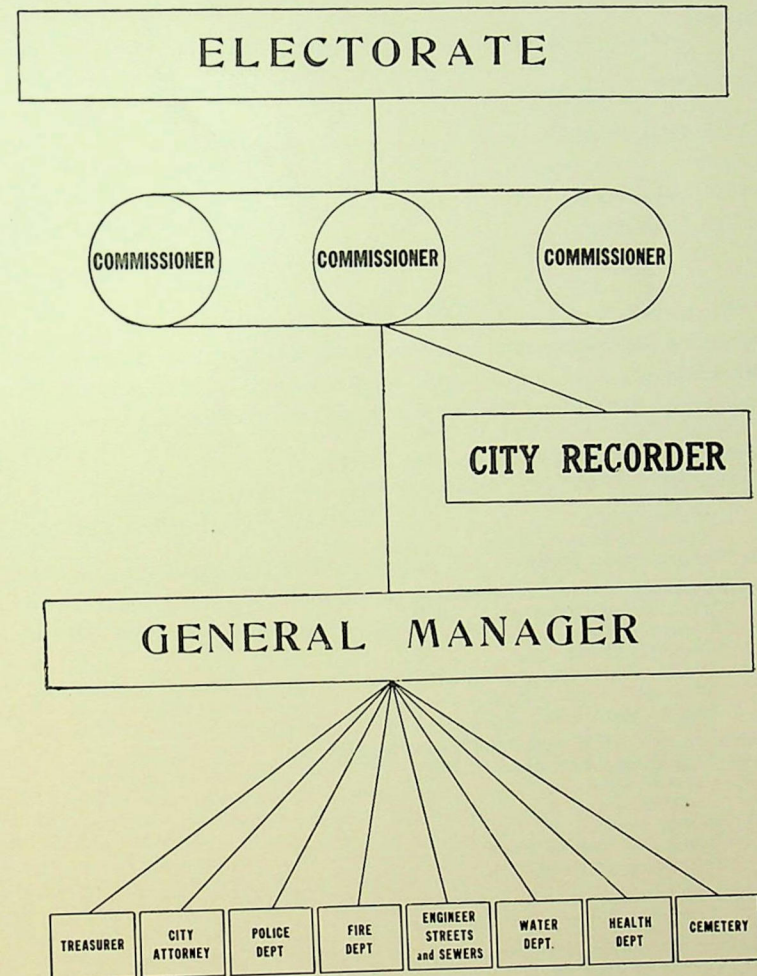 ELECTORATE
COMMISSIONER COMMISSIONER COMMISSIONER
CITY RECORDER
GENERAL MANAGER
TREASURER
CITY
ATTORNEY
POLICE
DEPT
FIRE
DEPT
ENGINEER
STREETS
and SEWERS
WATER
DEPT.
HEALTH
DEPT
CEMETERY